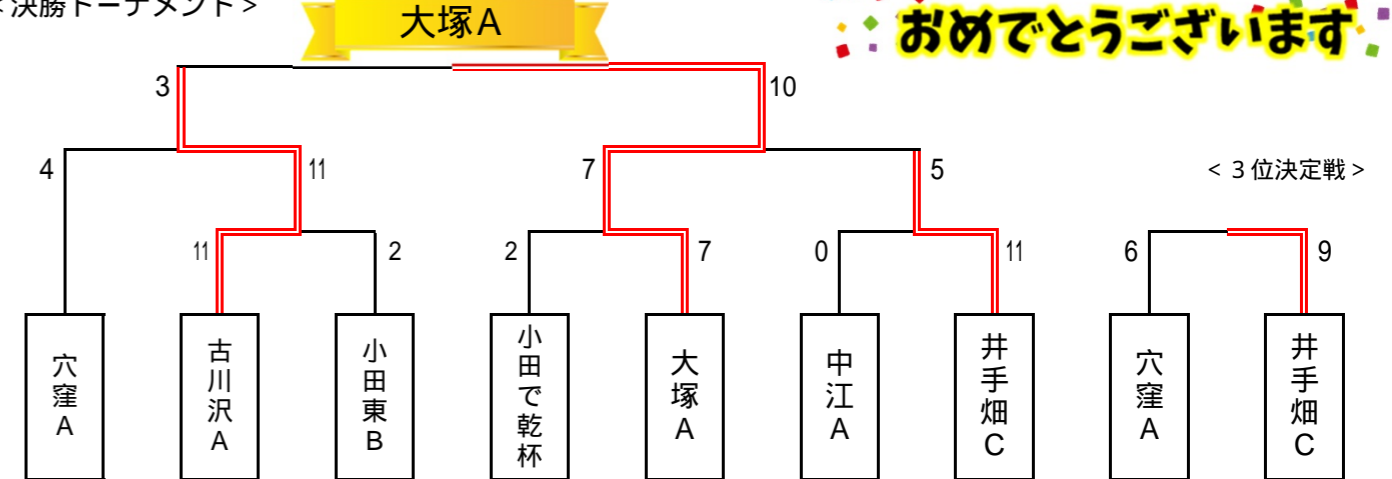 <決勝トーナメント>
大塚A
おめでとうございます
3
10
4
11
7
5
<3位決定戦>
11
2
2
7
0
11
6
9
穴窪A
古川沢A
小田東B
小田で乾杯
大塚A
中江A
井手畑C
穴窪A
井手畑C